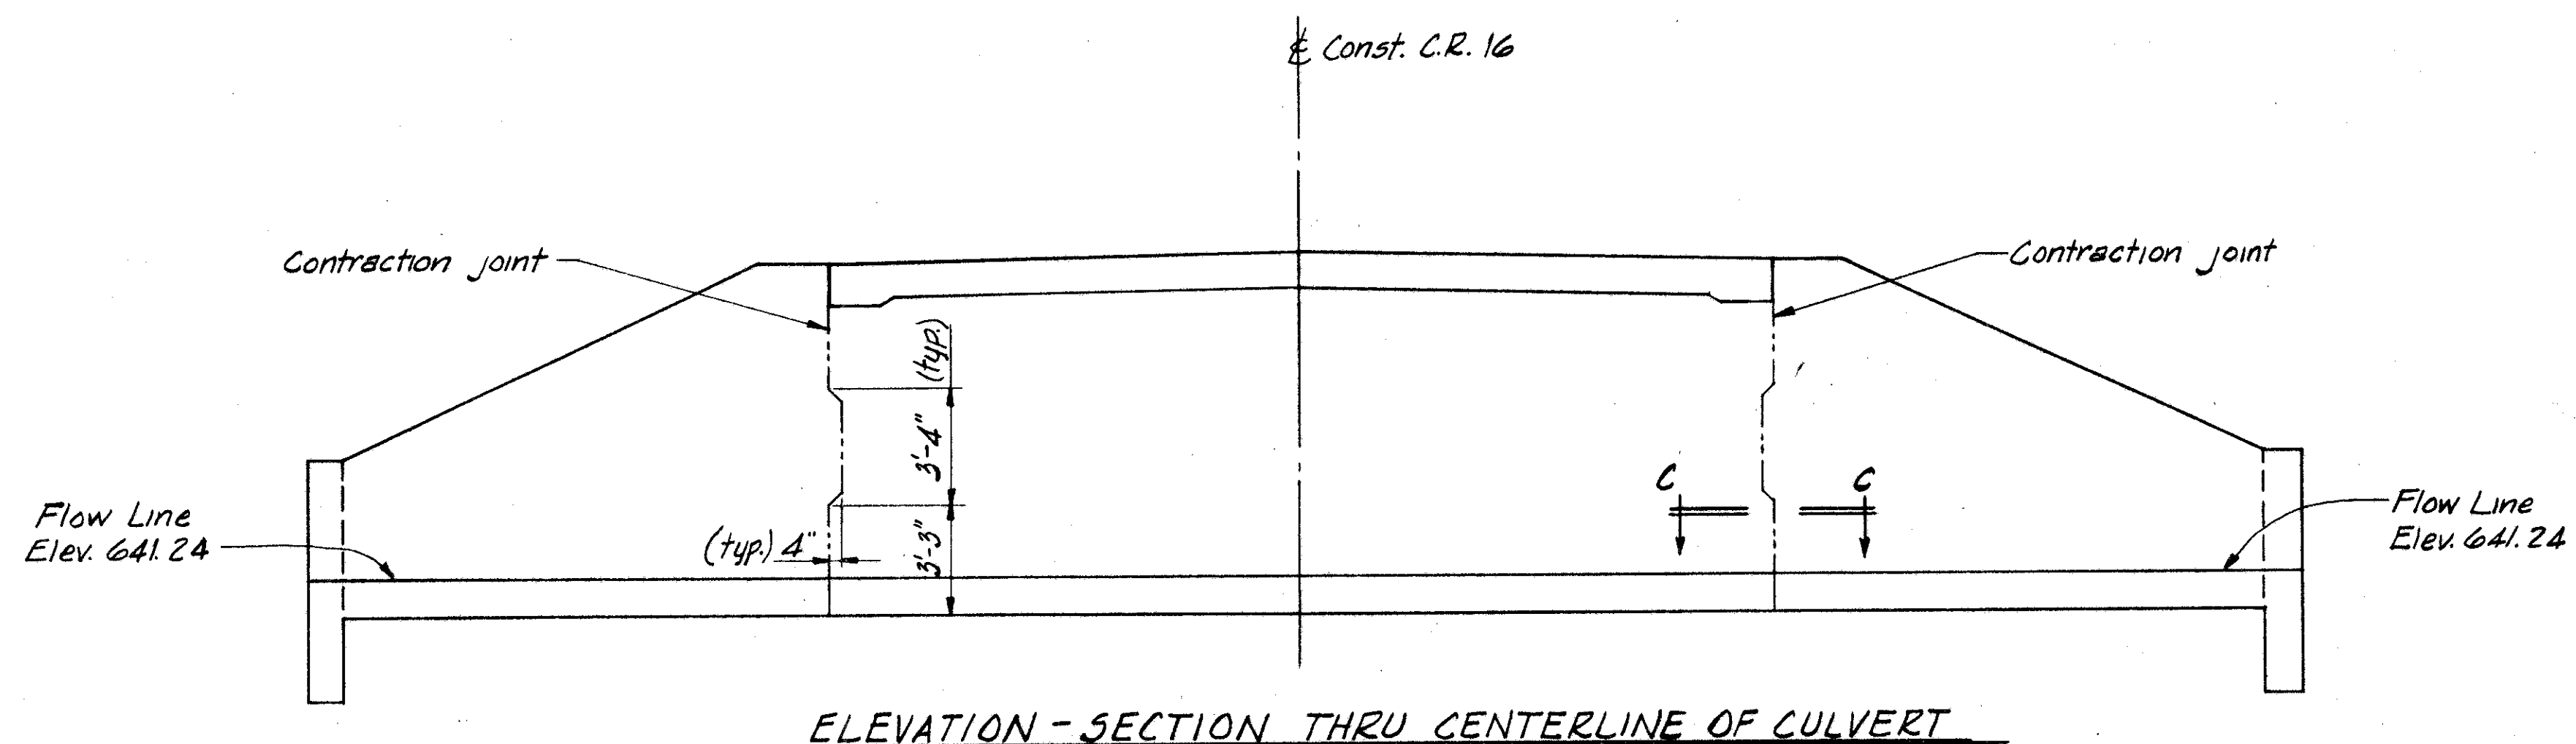 ℄ Const. C.R. 16
Contraction joint
Contraction joint
(typ.)
3'-4"
C C
Flow Line
Elev. 641.24
Flow Line
Elev. 641.24
(typ.) 4"
3'-3"
ELEVATION - SECTION THRU CENTERLINE OF CULVERT